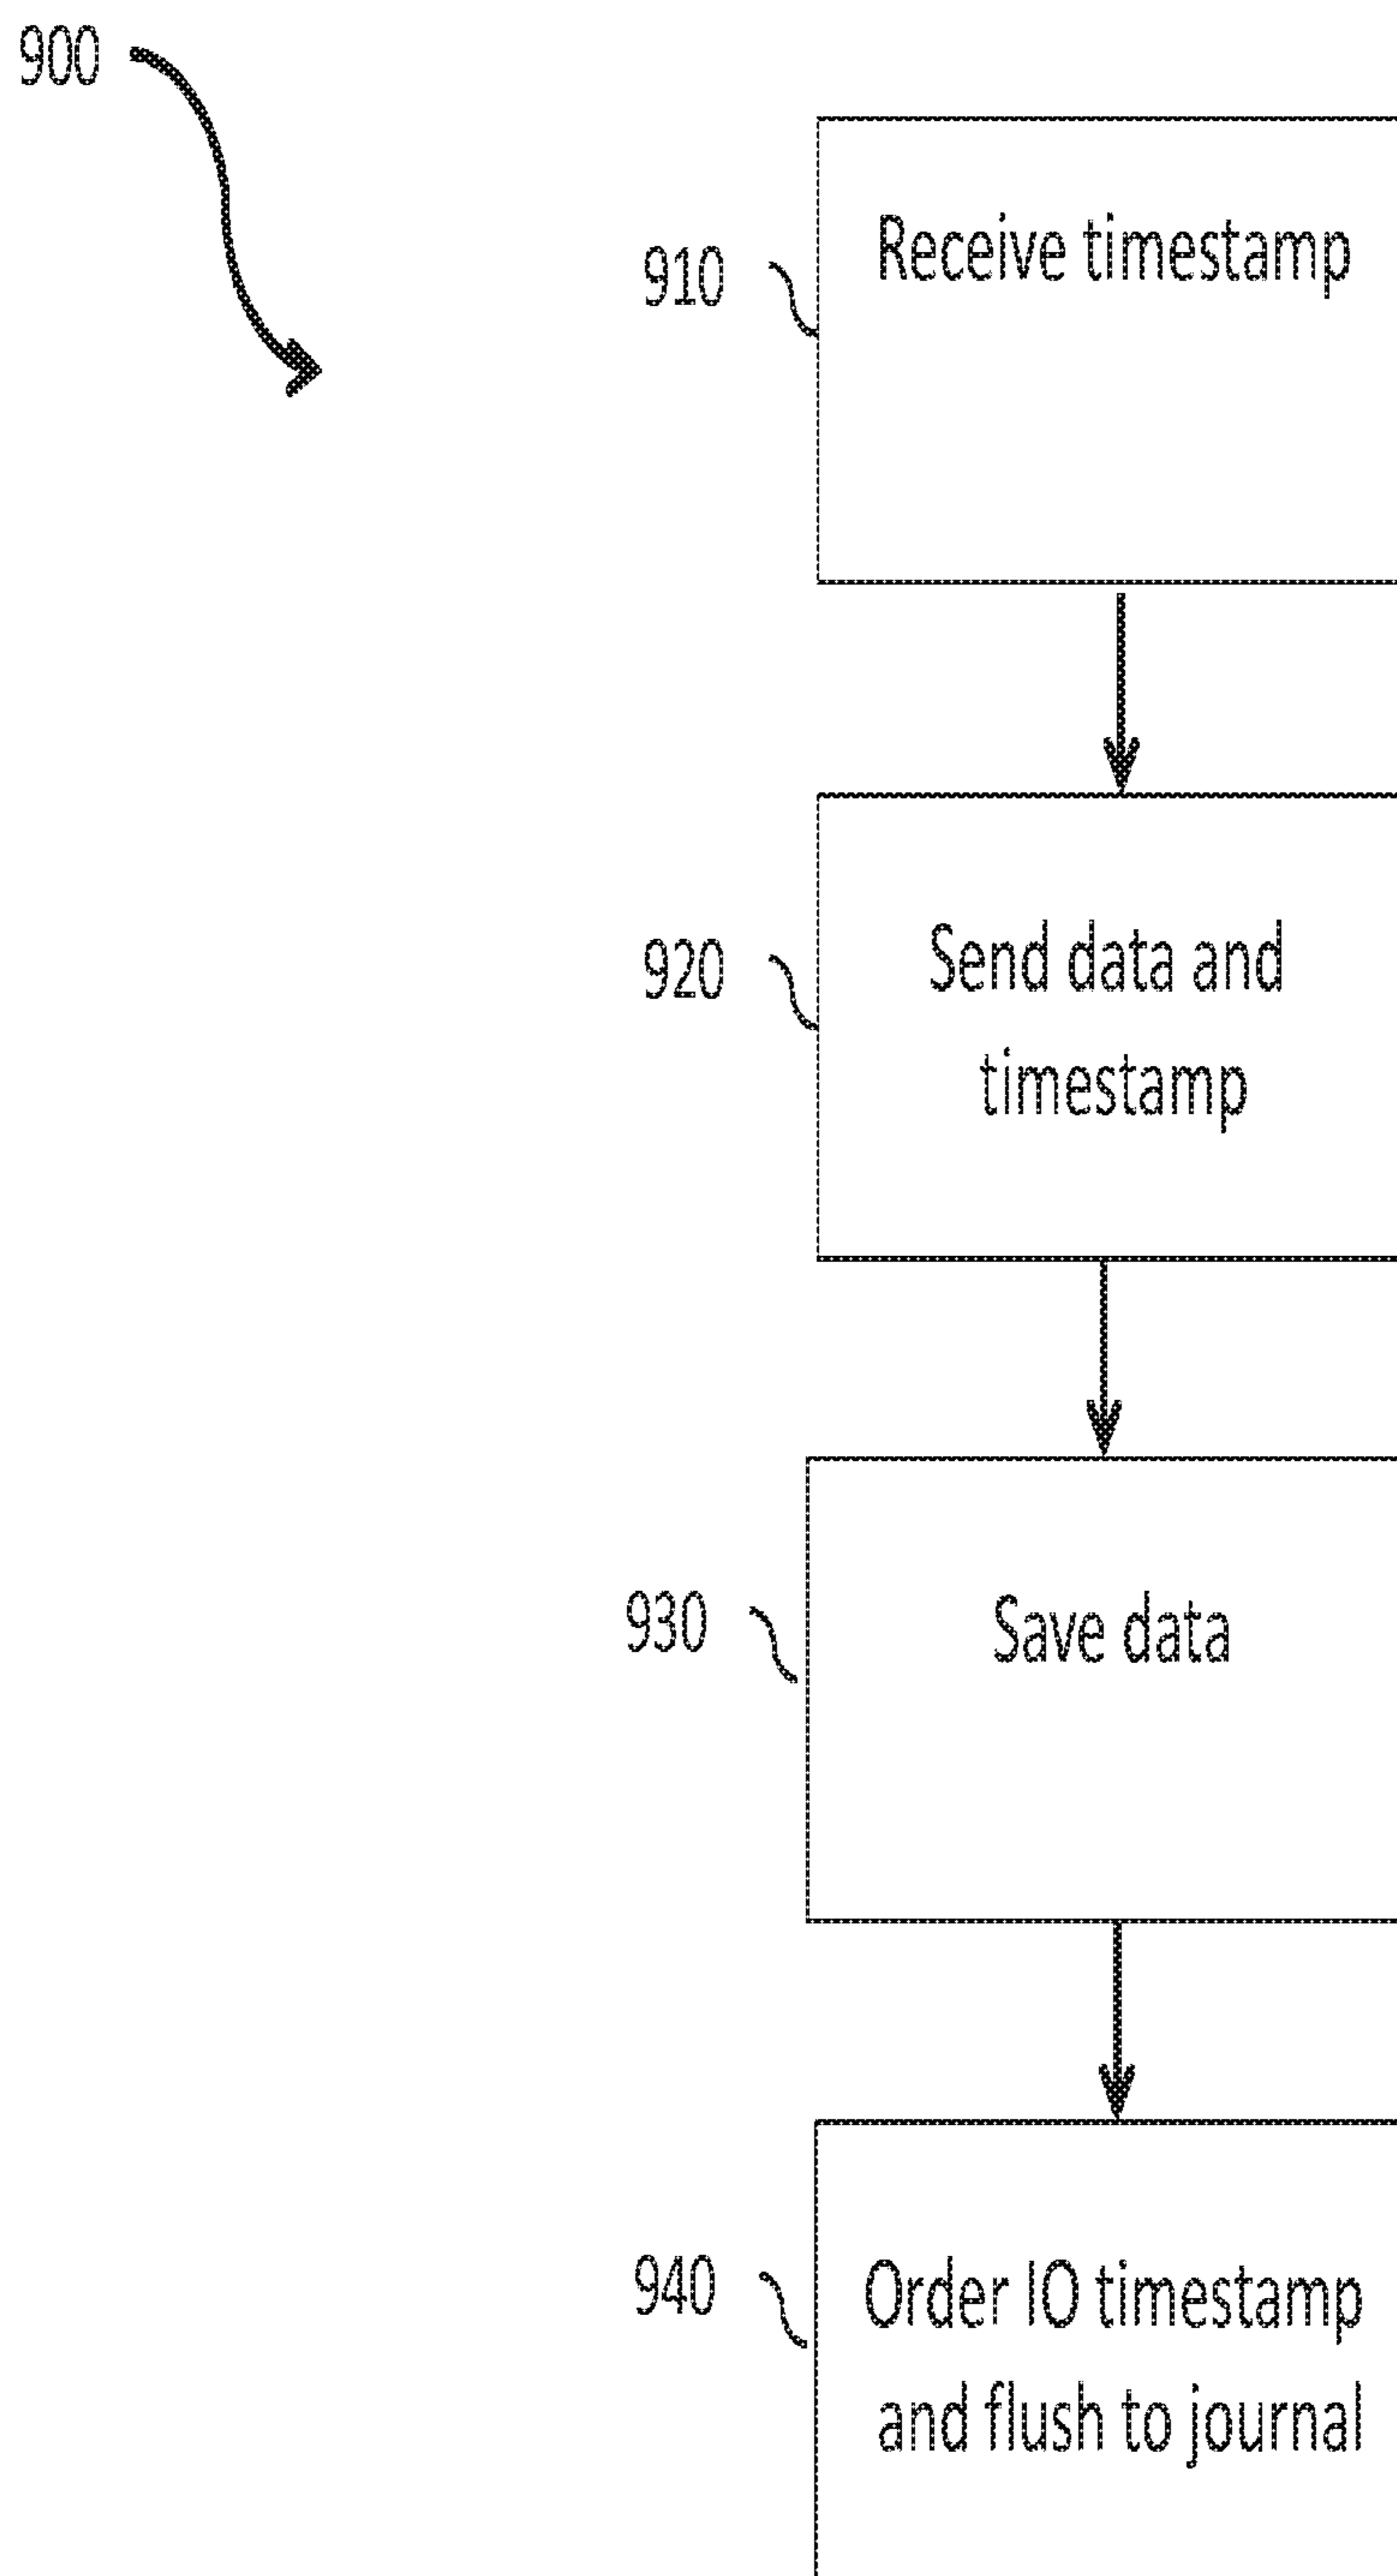 900
910
Receive timestamp
920
Send data and
timestamp
930
Save data
940
Order IO timestamp
and flush to journal